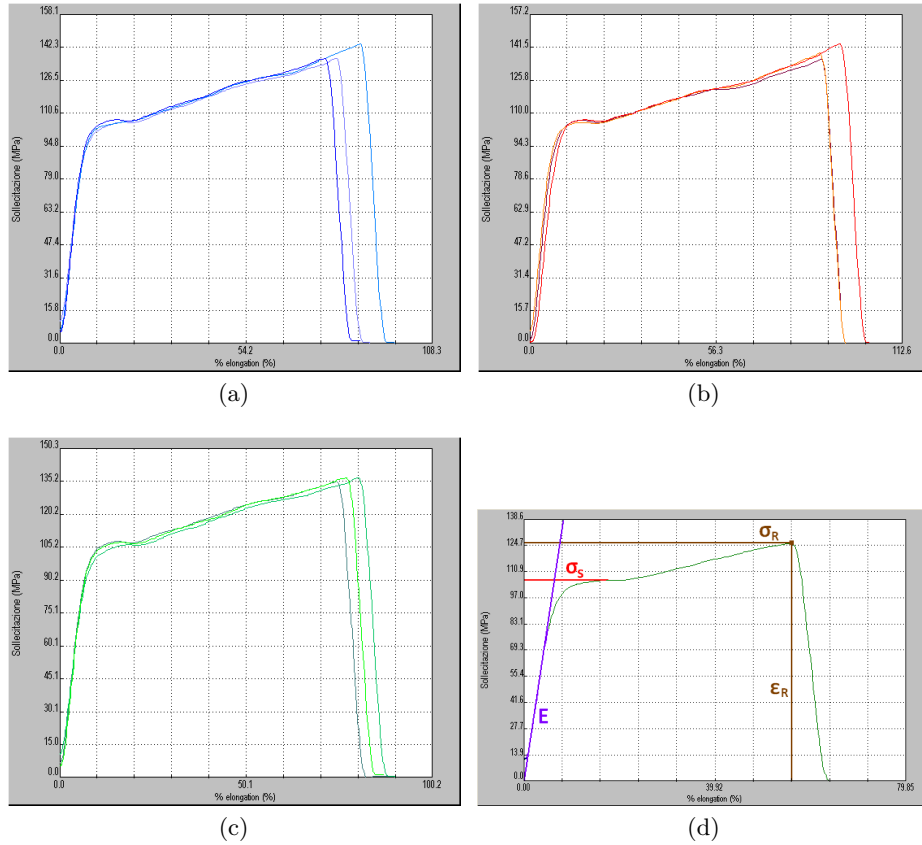 158.1
142.3
126.5
110.6
94.8
79.0
63.2
47.4
31.6
15.8
0.0
Sollecitazione (MPa)
0.0 54.2 108.3
% elongation (%)
(a)
157.2
141.5
125.8
110.0
94.3
78.6
62.9
47.2
31.4
15.7
0.0
Sollecitazione (MPa)
0.0 56.3 112.6
% elongation (%)
(b)
150.3
135.2
120.2
105.2
90.2
75.1
60.1
45.1
30.1
15.0
0.0
Sollecitazione (MPa)
0.0 50.1 100.2
% elongation (%)
(c)
138.6
124.7
110.9
97.0
83.1
69.3
55.4
41.6
27.7
13.9
0.0
Sollecitazione (MPa)
σR
σS
εR
E
0.00 39.92 79.85
% elongation (%)
(d)